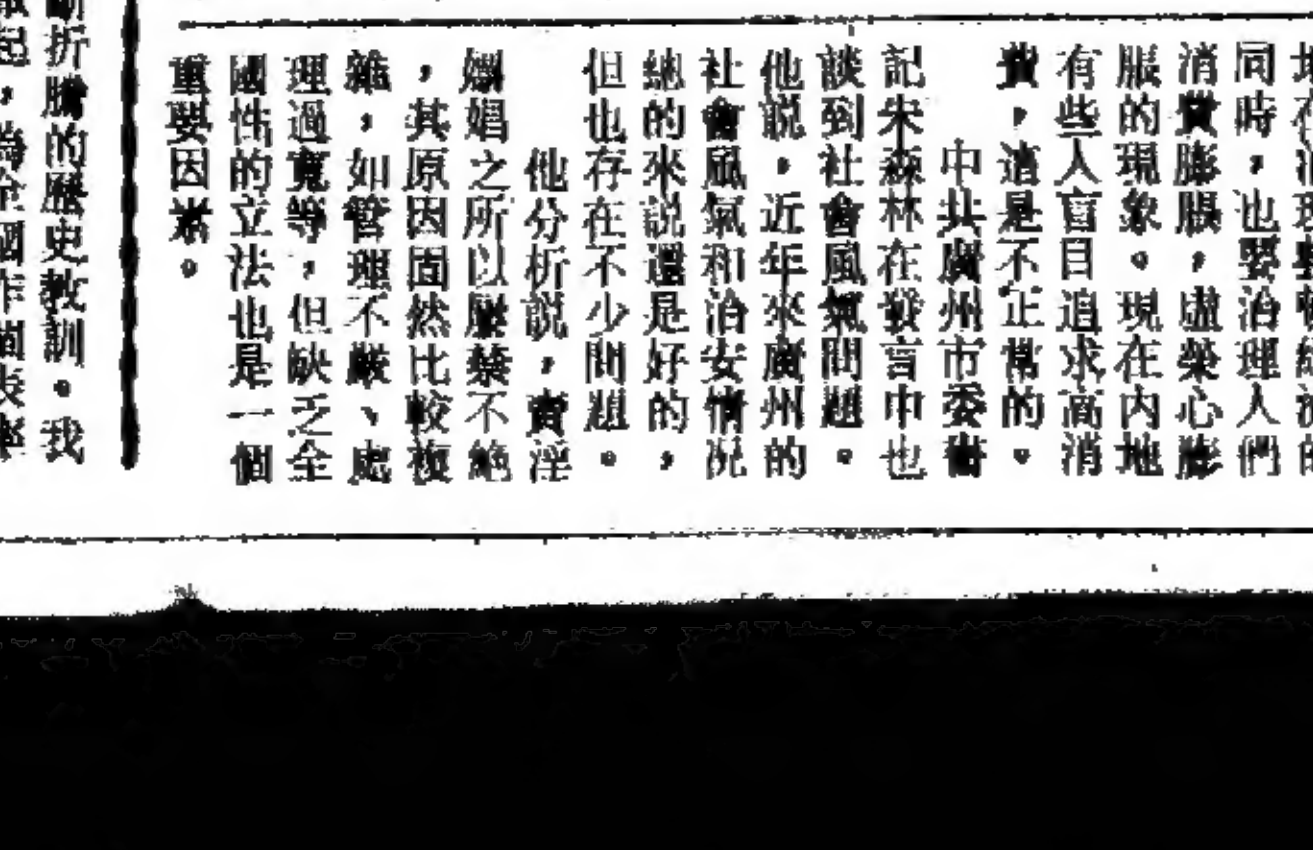 同時，也要治理人們
消費膨脹，虛榮心膨
脹的現象。現在內地
有些人盲目追求高消
費，這是不正常的。
中共廣州市委書
記朱森林在發言中也
談到社會風氣問題。
他説，近年來廣州的
社會風氣和治安情况
總的來説還是好的，
但也存在不少問題。
他分析説，賣淫
嫖娼之所以屢禁不絶
，其原因固然比較複
雜，如管理不嚴、處
理過寬等，但缺乏全
國性的立法也是一個
重要因素。
折騰的歷史教訓。我